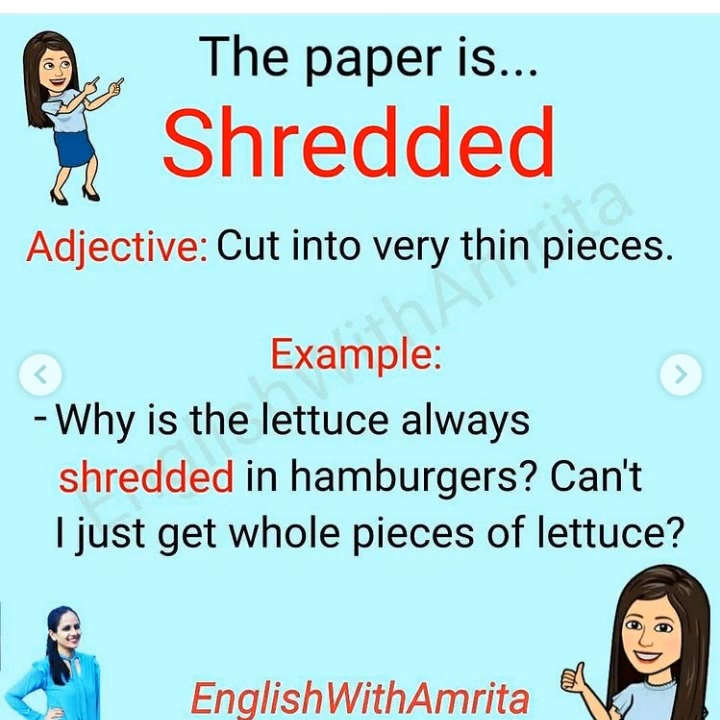 The paper is...
Shredded
Adjective: Cut into very thin pieces.
Example:
- Why is the lettuce always
shredded in hamburgers? Can't
I just get whole pieces of lettuce?
EnglishWithAmrita
EnglishWithAmrita